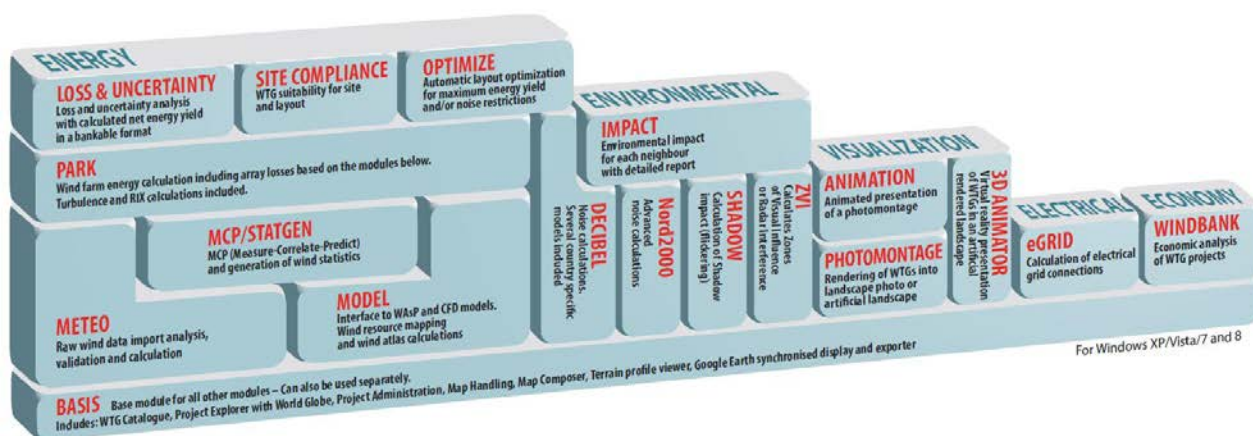 ENERGY
LOSS & UNCERTAINTY
Loss and uncertainty analysis
with calculated net energy yield
in a bankable format
SITE COMPLIANCE
WTG suitability for site
and layout
OPTIMIZE
Automatic layout optimization
for maximum energy yield
and/or noise restrictions
PARK
Wind farm energy calculation including array losses based on the modules below.
Turbulence and RIX calculations included.
MCP/STATGEN
MCP (Measure-Correlate-Predict)
and generation of wind statistics
METEO
Raw wind data import analysis,
validation and calculation
MODEL
Interface to WAsP and CFD models.
Wind resource mapping
and wind atlas calculations
ENVIRONMENTAL
IMPACT
Environmental impact
for each neighbour
with detailed report
DECIBEL
Noise calculations.
Several country specific
models included
Nord2000
Advanced
noise calculations
SHADOW
Calculation of Shadow
impact (flickering)
ZVI
Calculates Zones
of Visual Influence
or Radar Interference
VISUALIZATION
ANIMATION
Animated presentation
of a photomontage
PHOTOMONTAGE
Rendering of WTGs into
landscape photo or
artificial landscape
3D ANIMATOR
Virtual reality presentation
of WTGs in an artificial
rendered landscape
ELECTRICAL
eGRID
Calculation of electrical
grid connections
ECONOMY
WINDBANK
Economic analysis
of WTG projects
BASIS Base module for all other modules – Can also be used separately.
Includes: WTG Catalogue, Project Explorer with World Globe, Project Administration, Map Handling, Map Composer, Terrain profile viewer, Google Earth synchronised display and exporter
For Windows XP/Vista/7 and 8